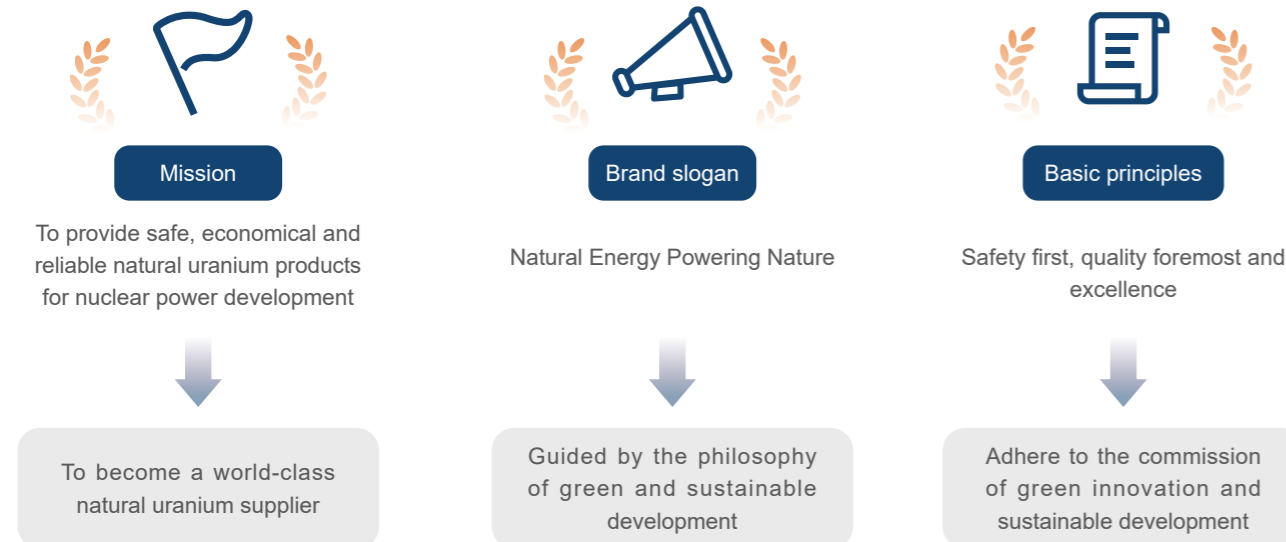 Mission
To provide safe, economical and
reliable natural uranium products
for nuclear power development
To become a world-class
natural uranium supplier
Brand slogan
Natural Energy Powering Nature
Guided by the philosophy
of green and sustainable
development
Basic principles
Safety first, quality foremost and
excellence
Adhere to the commission
of green innovation and
sustainable development